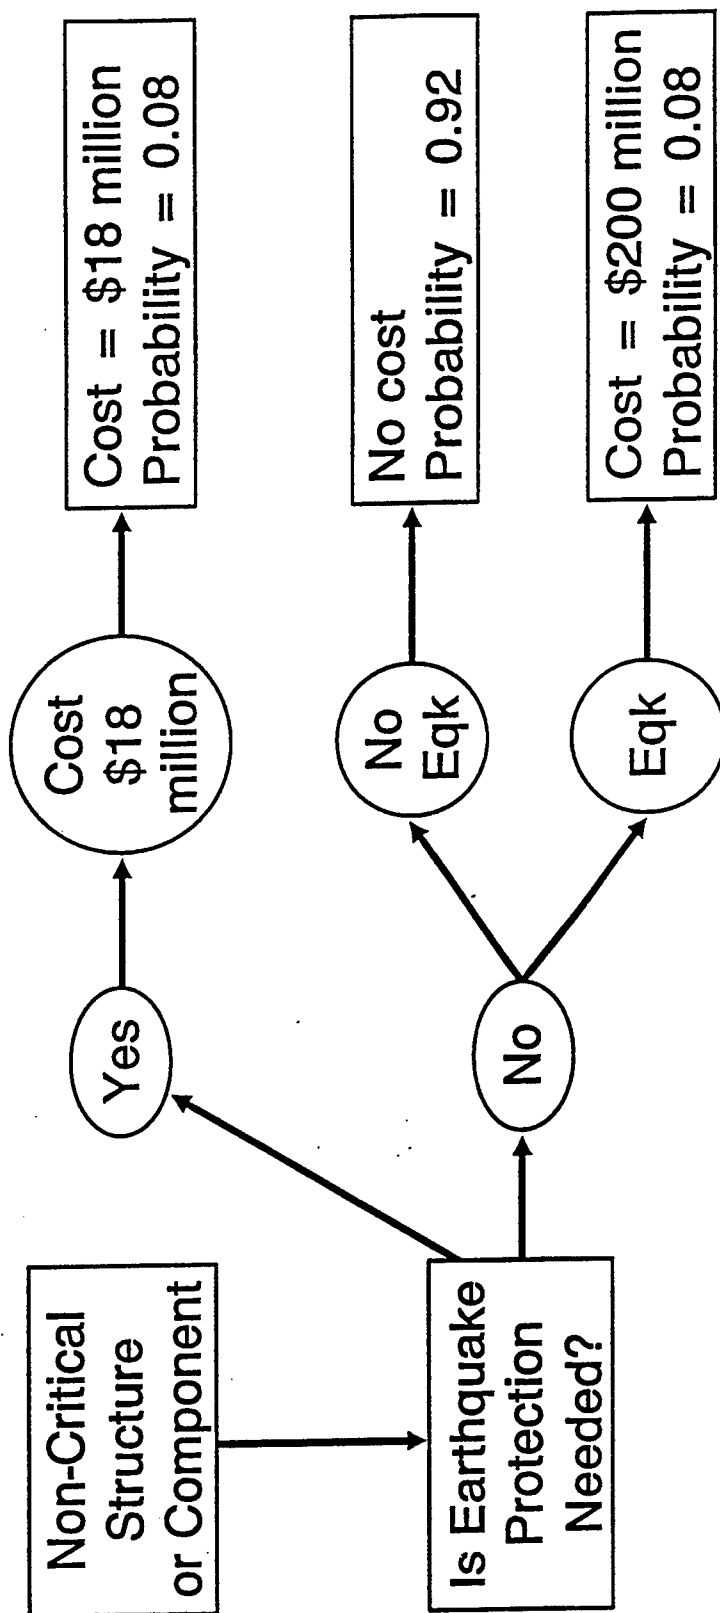 Non-Critical
Structure
or Component
Is Earthquake
Protection
Needed?
Yes
Cost
$18
million
Cost = $18 million
Probability = 0.08
No
No
Eqk
No cost
Probability = 0.92
Eqk
Cost = $200 million
Probability = 0.08